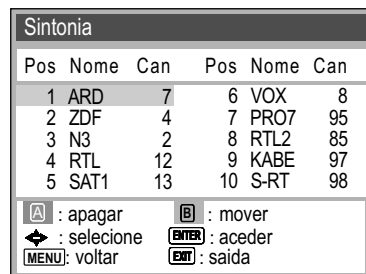 Sintonia
Pos Nome Can Pos Nome Can
1 ARD 7 6 VOX 8
2 ZDF 4 7 PRO7 95
3 N3 2 8 RTL2 85
4 RTL 12 9 KABE 97
5 SAT1 13 10 S-RT 98
A : apagar B : mover
: selecione ENTER : aceder
MENU: voltar EXIT : saida